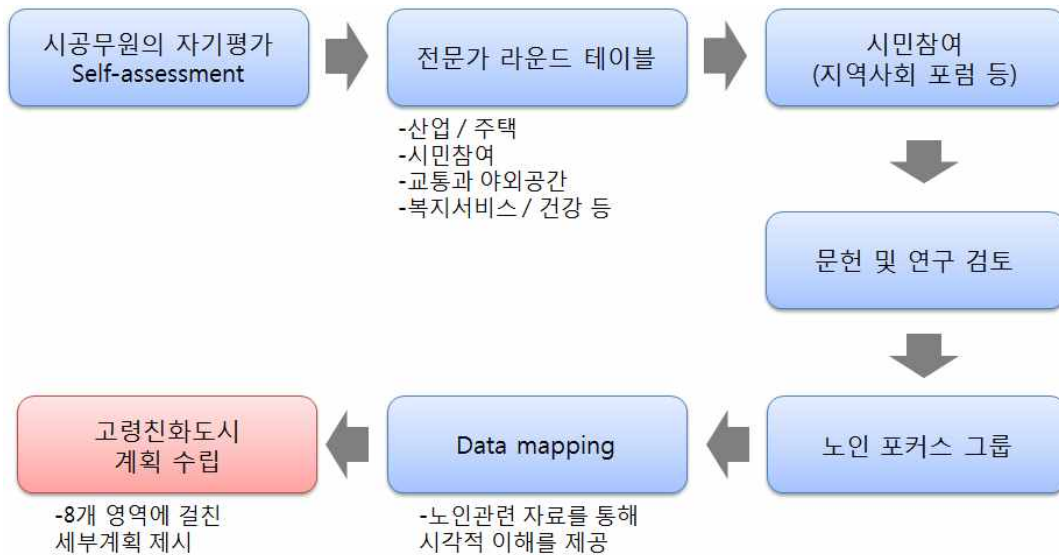 시공무원의 자기평가
Self-assessment
전문가 라운드 테이블
-산업 / 주택
-시민참여
-교통과 야외공간
-복지서비스 / 건강 등
시민참여
(지역사회 포럼 등)
문헌 및 연구 검토
노인 포커스 그룹
Data mapping
-노인관련 자료를 통해
시각적 이해를 제공
고령친화도시
계획 수립
-8개 영역에 걸친
세부계획 제시